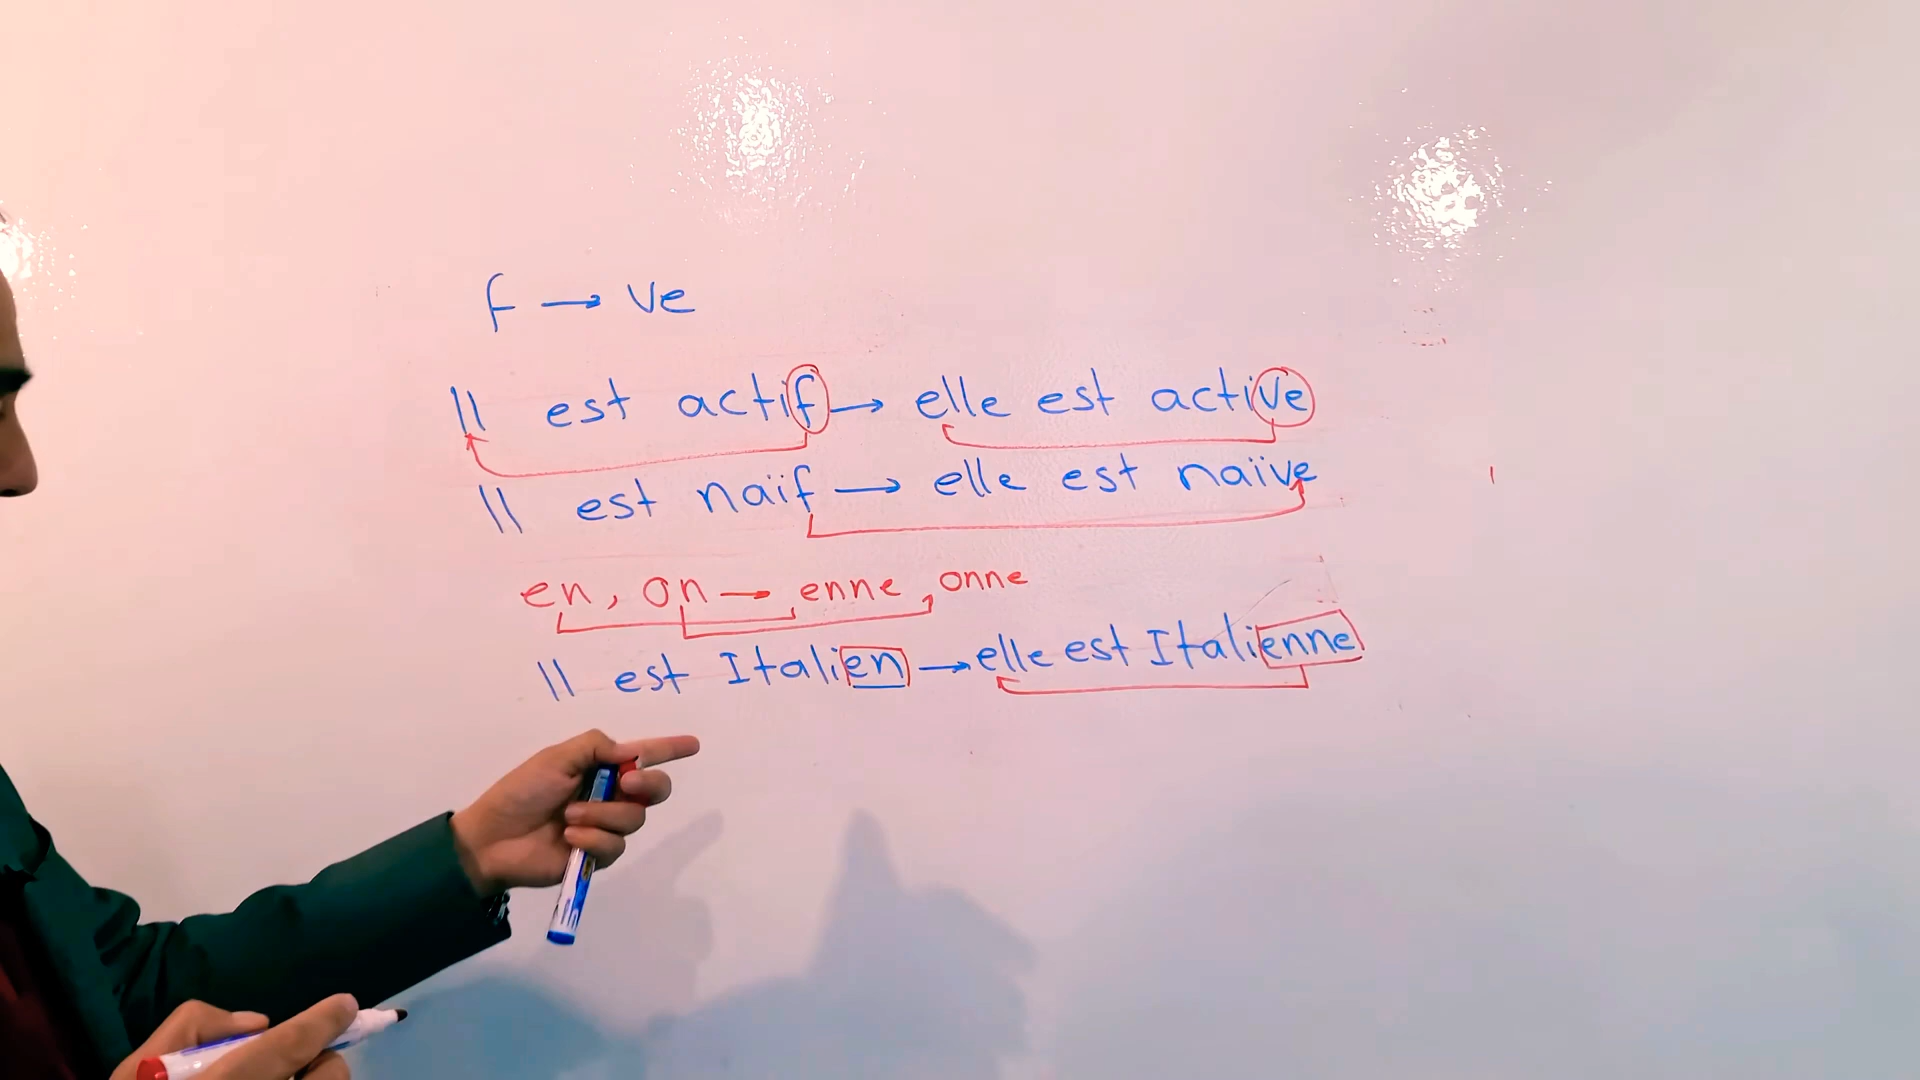 f → ve
Il est actif → elle est active
Il est naïf → elle est naïve
en, on → enne, onne
Il est Italien → elle est Italienne